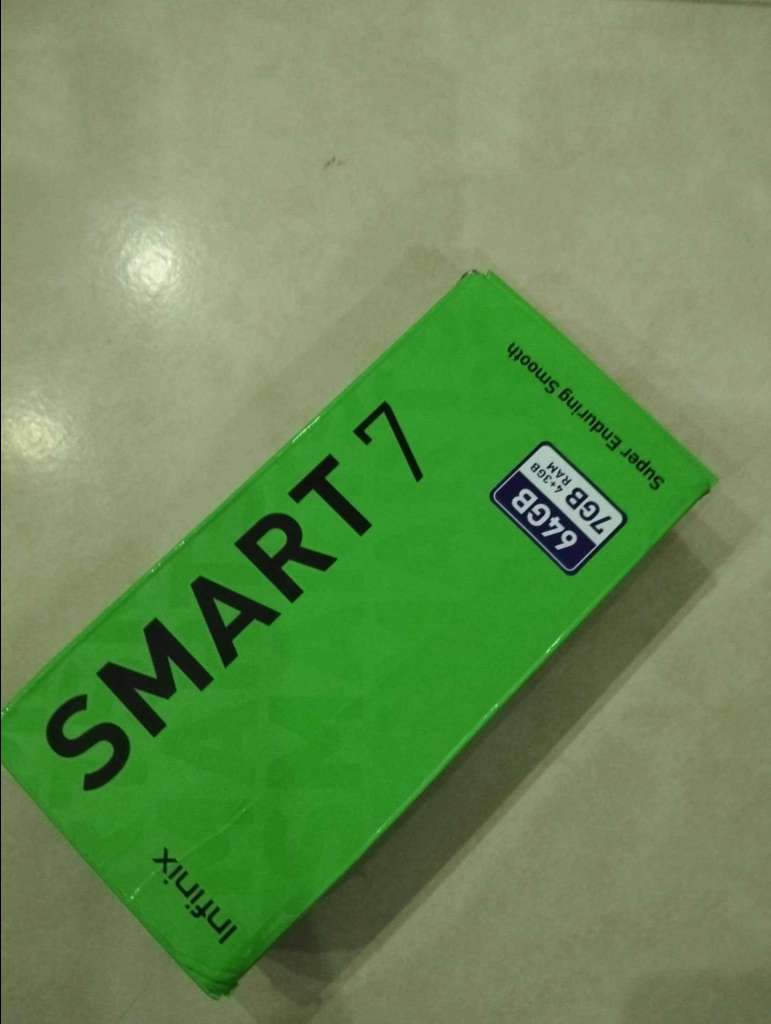 SMART 7
Infinix
64GB
7GB
4+3GB
RAM
Super Enduring Smooth